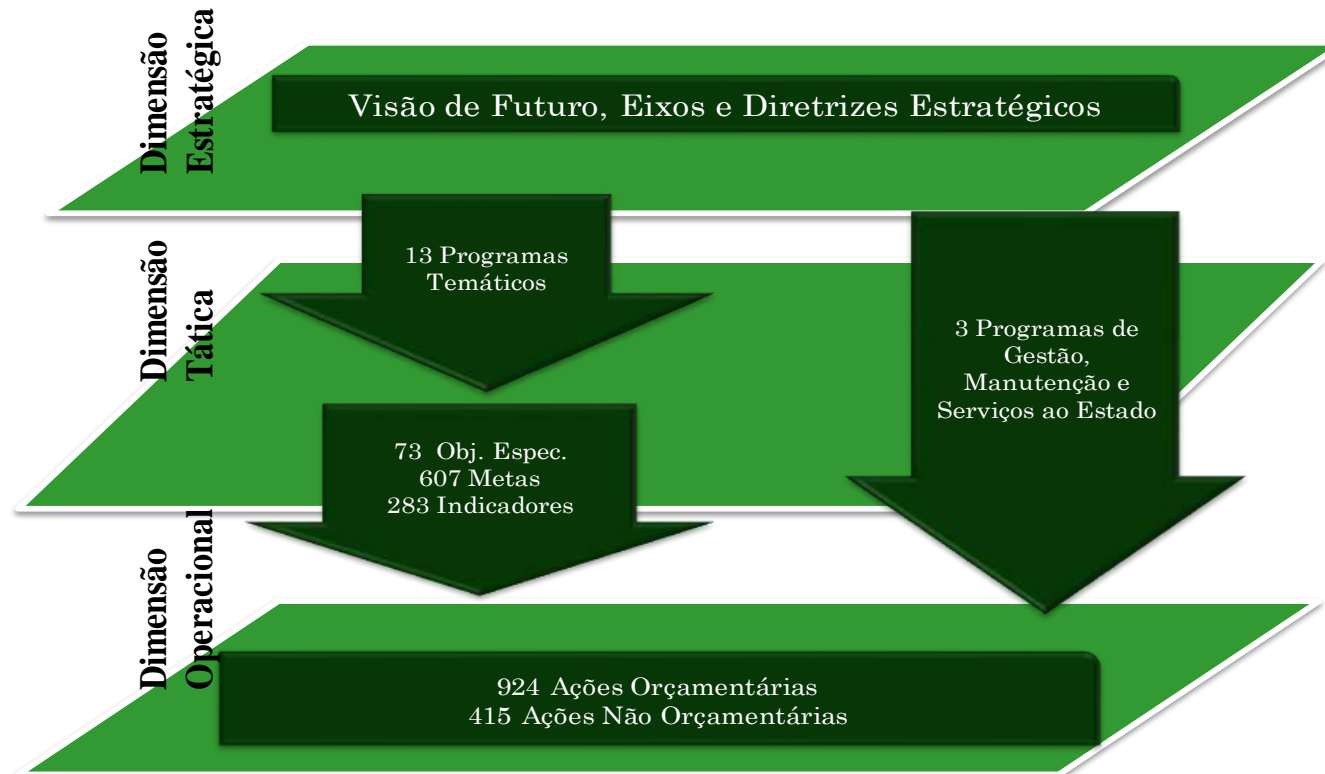 Dimensão
Estratégica
Visão de Futuro, Eixos e Diretrizes Estratégicos
13 Programas
Temáticos
Dimensão
Tática
3 Programas de
Gestão,
Manutenção e
Serviços ao Estado
73 Obj. Espec.
607 Metas
283 Indicadores
Dimensão
Operacional
924 Ações Orçamentárias
415 Ações Não Orçamentárias